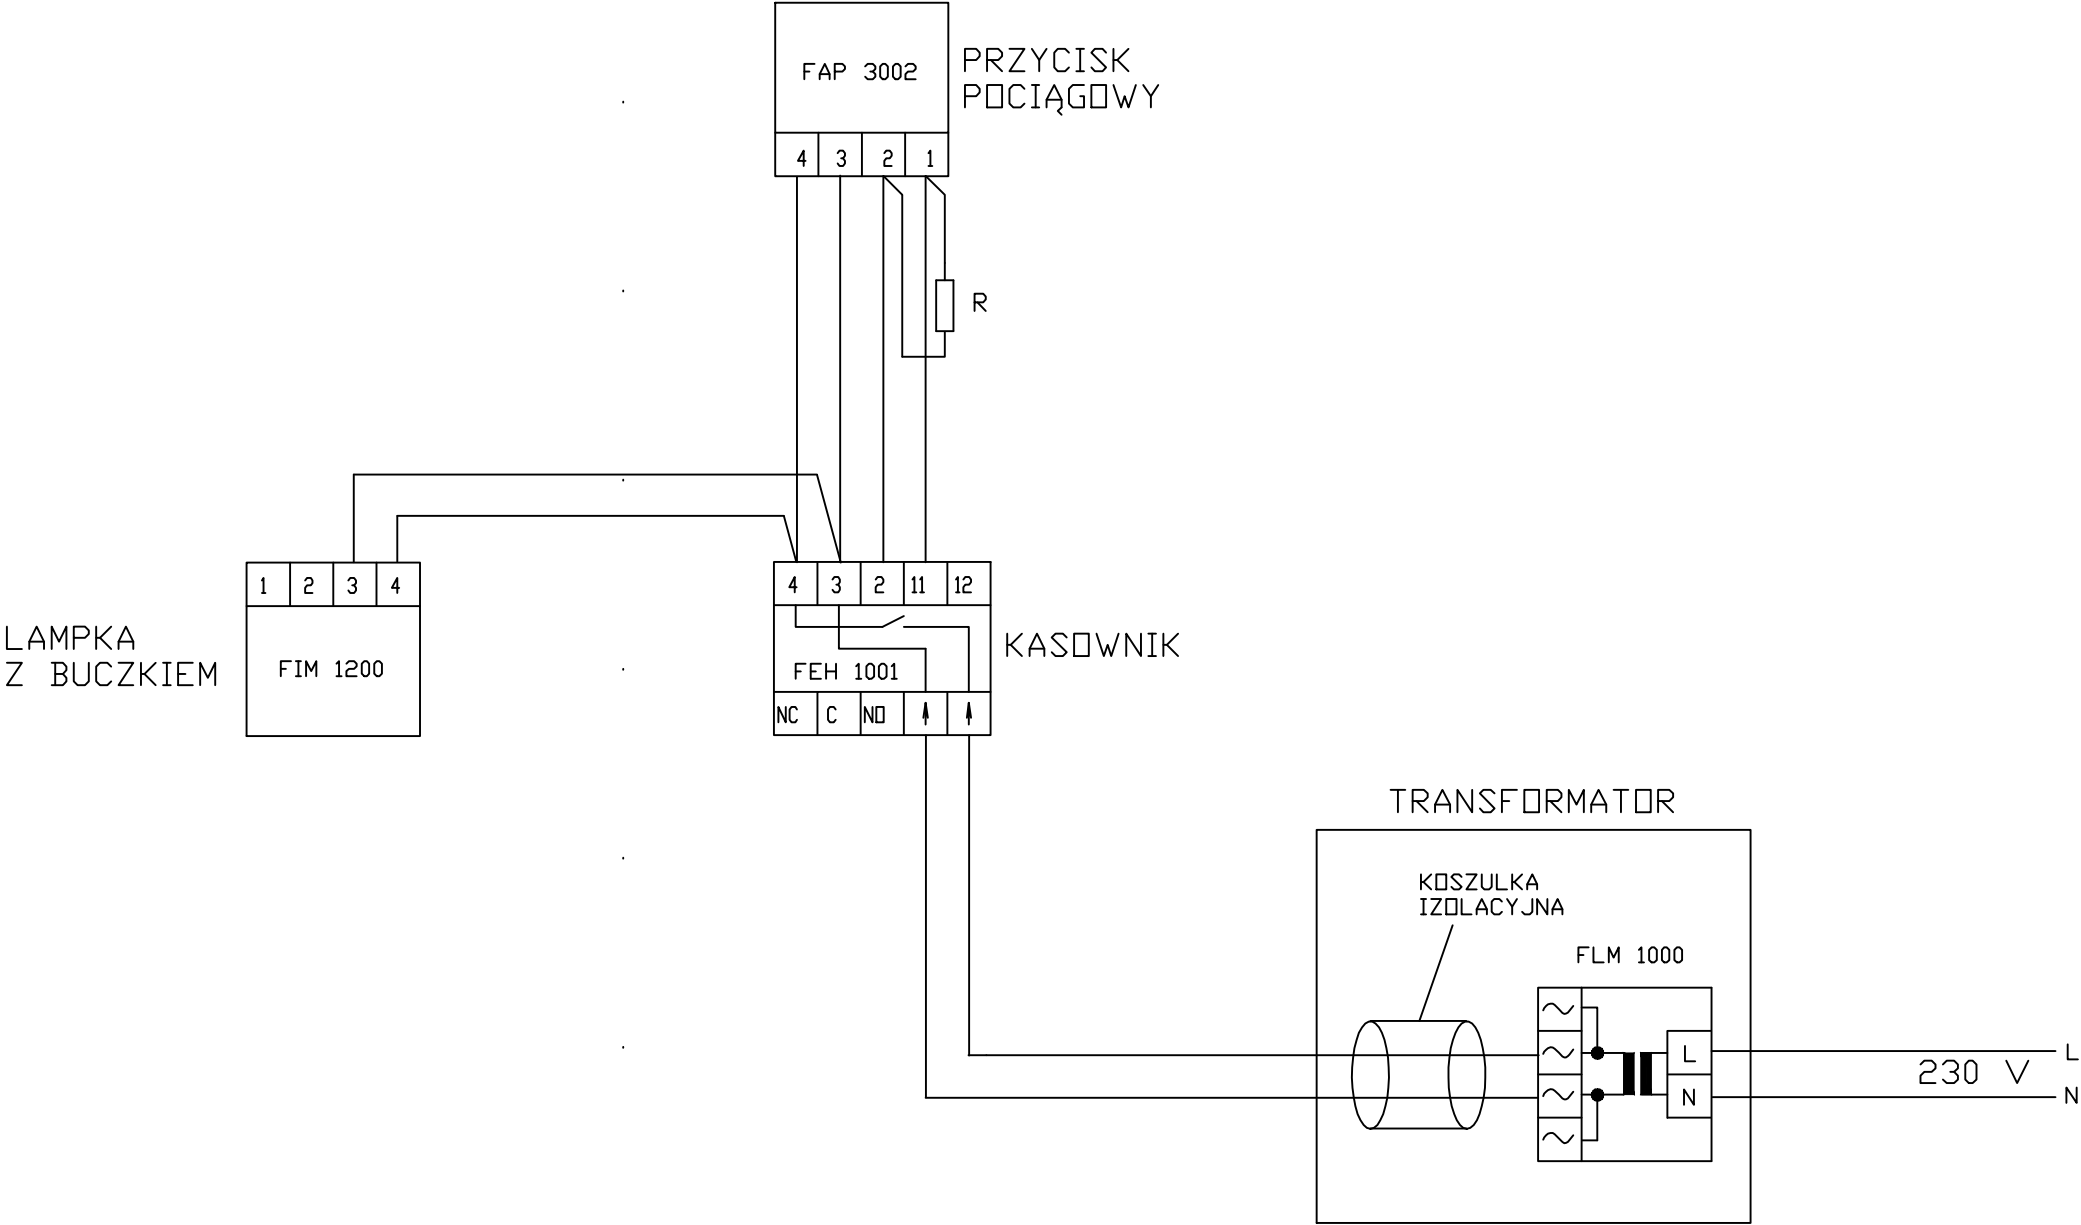 FAP 3002
PRZYCISK
POCIĄGOWY
4 3 2 1
R
1 2 3 4
4 3 2 11 12
LAMPKA
Z BUCZKIEM
FIM 1200
KASOWNIK
FEH 1001
NC C NO
TRANSFORMATOR
KOSZULKA
IZOLACYJNA
FLM 1000
L
N
230 V
L
N